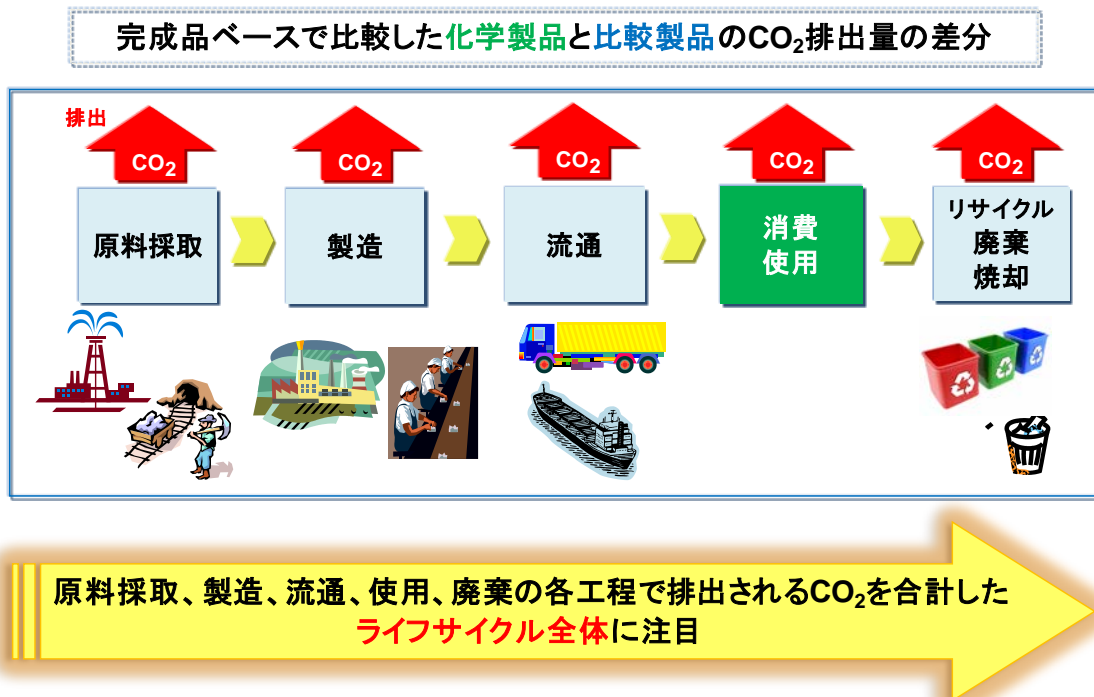 完成品ベースで比較した化学製品と比較製品のCO₂排出量の差分
排出
CO₂
CO₂
CO₂
CO₂
CO₂
原料採取
製造
流通
消費
使用
リサイクル
廃棄
焼却
原料採取、製造、流通、使用、廃棄の各工程で排出されるCO₂を合計した
ライフサイクル全体に注目